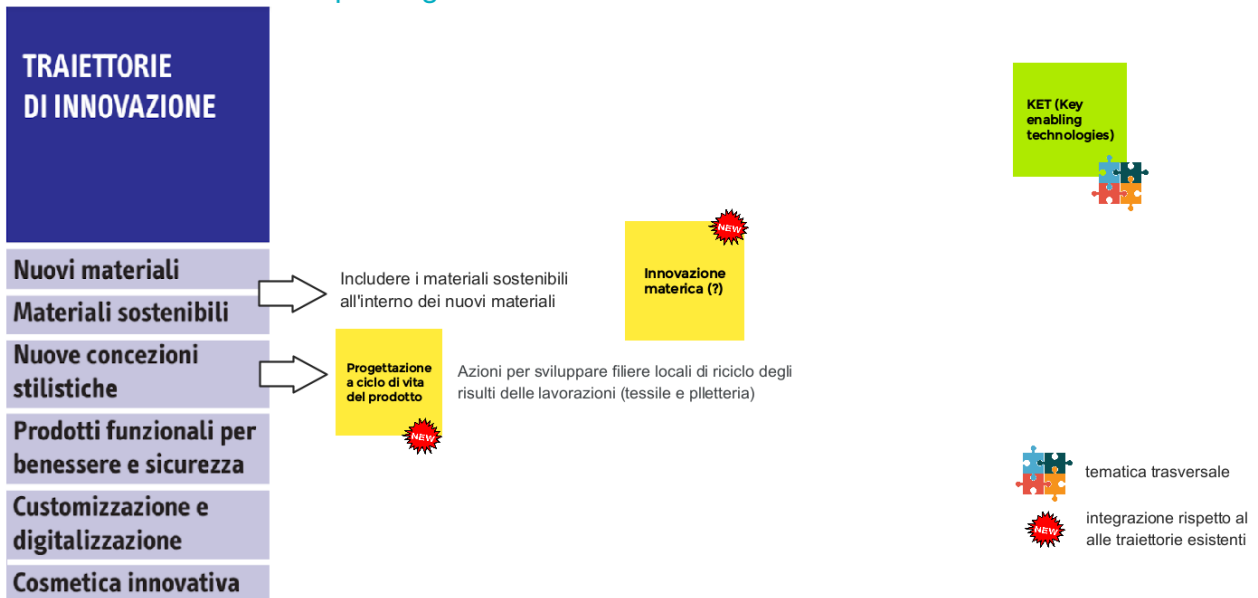 TRAIETTORIE
DI INNOVAZIONE
KET (Key
enabling
technologies)
NEW
Nuovi materiali
Includere i materiali sostenibili
all'interno dei nuovi materiali
Innovazione
materica (?)
Materiali sostenibili
Nuove concezioni
stilistiche
Progettazione
a ciclo di vita
del prodotto
NEW
Azioni per sviluppare filiere locali di riciclo degli
risulti delle lavorazioni (tessile e plletteria)
Prodotti funzionali per
benessere e sicurezza
Customizzazione e
digitalizzazione
Cosmetica innovativa
tematica trasversale
NEW
integrazione rispetto al
alle traiettorie esistenti